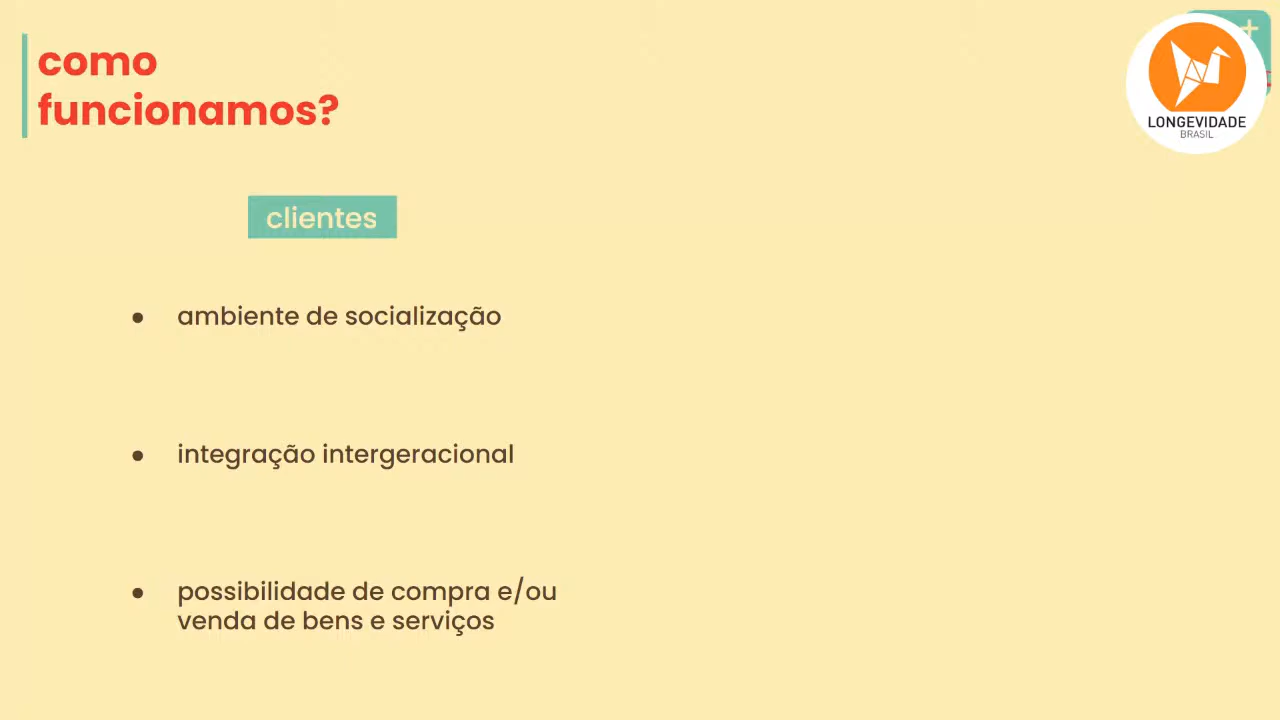 como
funcionamos?
LONGEVIDADE
BRASIL
clientes
● ambiente de socialização
● integração intergeracional
● possibilidade de compra e/ou
venda de bens e serviços